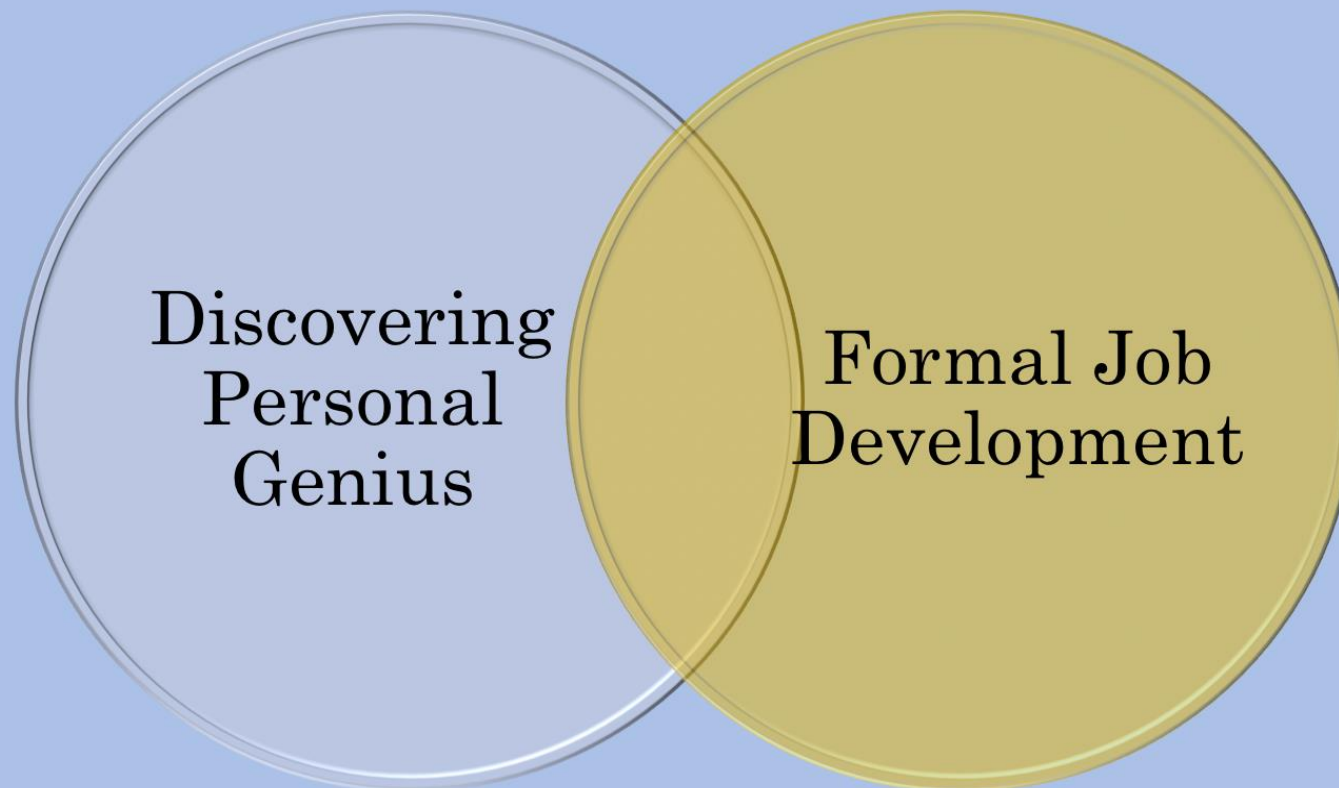 Discovering
Personal
Genius
Formal Job
Development